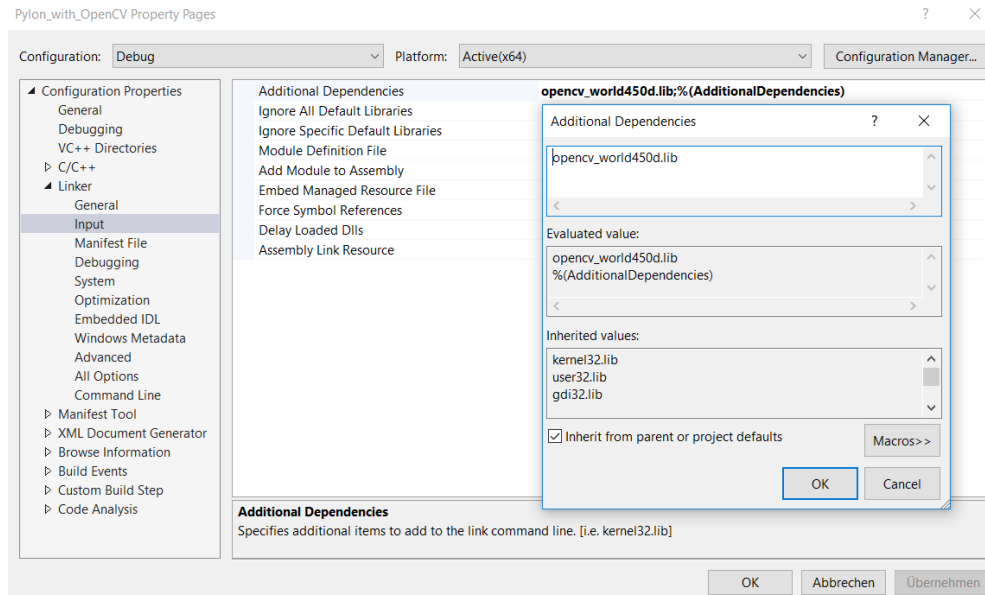 Pylon_with_OpenCV Property Pages
?
Configuration: Debug Platform: Active(x64) Configuration Manager...
Configuration Properties
General
Debugging
VC++ Directories
C/C++
Linker
General
Input
Manifest File
Debugging
System
Optimization
Embedded IDL
Windows Metadata
Advanced
All Options
Command Line
Manifest Tool
XML Document Generator
Browse Information
Build Events
Custom Build Step
Code Analysis
Additional Dependencies opencv_world450d.lib;%(AdditionalDependencies)
Ignore All Default Libraries
Ignore Specific Default Libraries
Module Definition File
Add Module to Assembly
Embed Managed Resource File
Force Symbol References
Delay Loaded Dlls
Assembly Link Resource
Additional Dependencies ?
opencv_world450d.lib
Evaluated value:
opencv_world450d.lib
%(AdditionalDependencies)
Inherited values:
kernel32.lib
user32.lib
gdi32.lib
Inherit from parent or project defaults
Macros>>
OK Cancel
Additional Dependencies
Specifies additional items to add to the link command line. [i.e. kernel32.lib]
OK Abbrechen Übernehmen